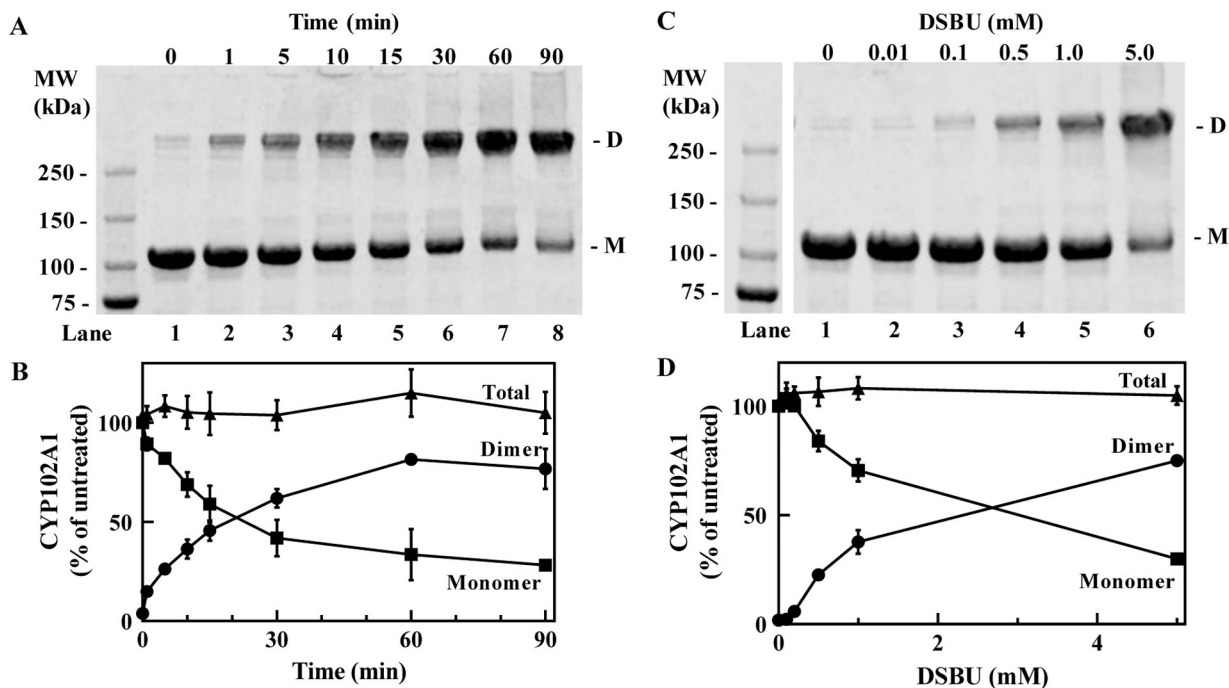 A
Time (min)
0 1 5 10 15 30 60 90
MW
(kDa)
- D
250 -
150 -
- M
100 -
75 -
Lane 1 2 3 4 5 6 7 8
B
Total
100
Dimer
CYP102A1
(% of untreated)
50
Monomer
0
0 30 60 90
Time (min)
C
DSBU (mM)
0 0.01 0.1 0.5 1.0 5.0
MW
(kDa)
- D
250 -
150 -
- M
100 -
75 -
Lane 1 2 3 4 5 6
D
Total
100
Dimer
CYP102A1
(% of untreated)
50
Monomer
0
0 2 4
DSBU (mM)